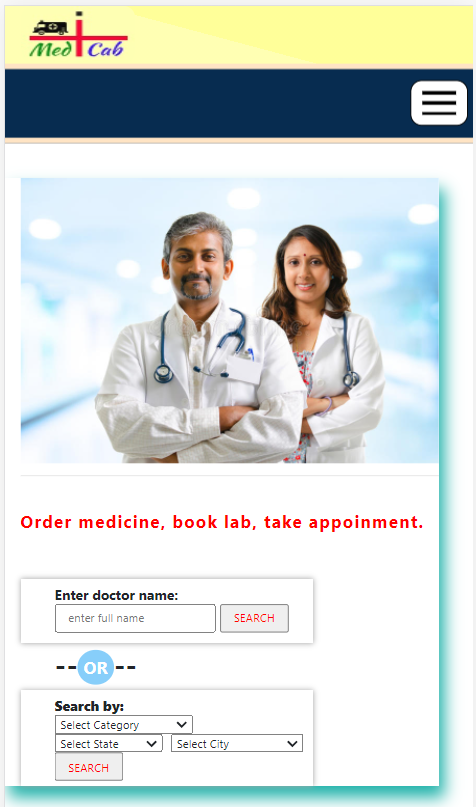 Med i Cab
Order medicine, book lab, take appoinment.
Enter doctor name:
enter full name SEARCH
--OR--
Search by:
Select Category
Select State Select City
SEARCH